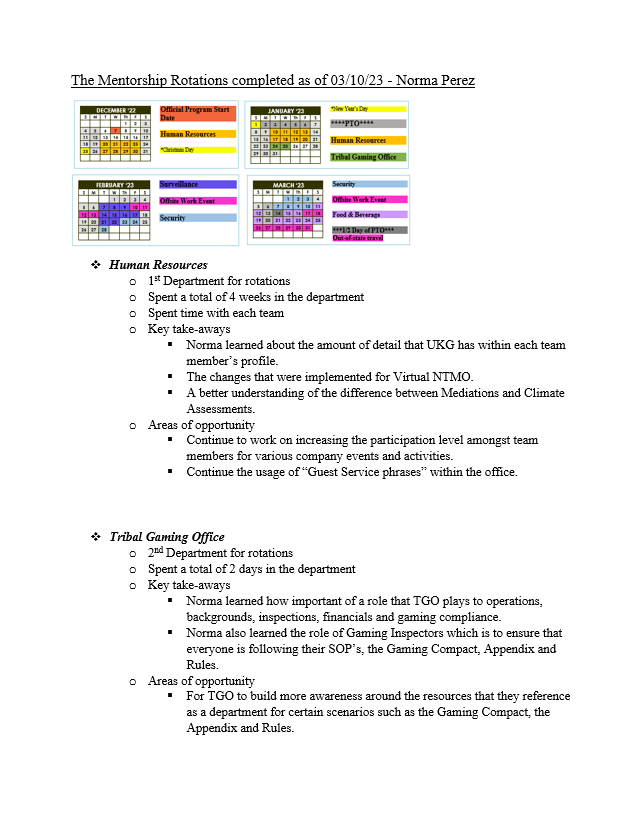 The Mentorship Rotations completed as of 03/10/23 - Norma Perez
DECEMBER '22
S M T W Th F S
1 2 3
4 5 6 7 8 9 10
11 12 13 14 15 16 17
18 19 20 21 22 23 24
25 26 27 28 29 30 31
Official Program Start
Date
Human Resources
*Christmas Day
JANUARY '23
S M T W Th F S
1 2 3 4 5 6 7
8 9 10 11 12 13 14
15 16 17 18 19 20 21
22 23 24 25 26 27 28
29 30 31
*New Year's Day
****PTO****
Human Resources
Tribal Gaming Office
FEBRUARY '23
S M T W Th F S
1 2 3 4
5 6 7 8 9 10 11
12 13 14 15 16 17 18
19 20 21 22 23 24 25
26 27 28
Surveillance
Offsite Work Event
Security
MARCH '23
S M T W Th F S
1 2 3 4
5 6 7 8 9 10 11
12 13 14 15 16 17 18
19 20 21 22 23 24 25
26 27 28 29 30 31
Security
Offsite Work Event
Food & Beverage
***1/2 Day of PTO***
Out-of-state travel
❖ Human Resources
o 1st Department for rotations
o Spent a total of 4 weeks in the department
o Spent time with each team
o Key take-aways
▪ Norma learned about the amount of detail that UKG has within each team
member's profile.
▪ The changes that were implemented for Virtual NTMO.
▪ A better understanding of the difference between Mediations and Climate
Assessments.
o Areas of opportunity
▪ Continue to work on increasing the participation level amongst team
members for various company events and activities.
▪ Continue the usage of “Guest Service phrases” within the office.
❖ Tribal Gaming Office
o 2nd Department for rotations
o Spent a total of 2 days in the department
o Key take-aways
▪ Norma learned how important of a role that TGO plays to operations,
backgrounds, inspections, financials and gaming compliance.
▪ Norma also learned the role of Gaming Inspectors which is to ensure that
everyone is following their SOP's, the Gaming Compact, Appendix and
Rules.
o Areas of opportunity
▪ For TGO to build more awareness around the resources that they reference
as a department for certain scenarios such as the Gaming Compact, the
Appendix and Rules.